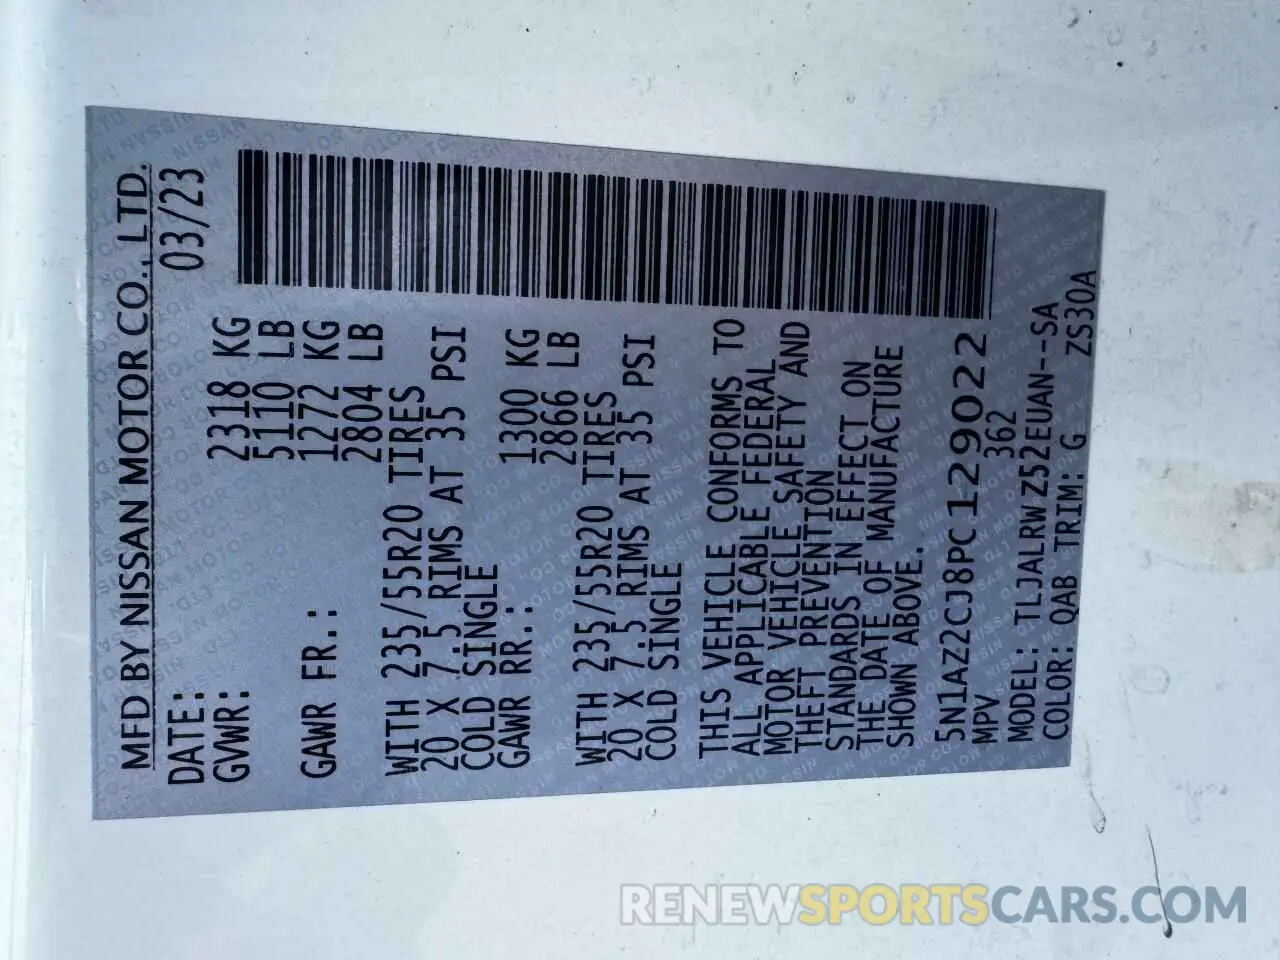 MFD BY NISSAN MOTOR CO., LTD.
DATE: 03/23
GVWR: 2318 KG
5110 LB
GAWR FR.: 1272 KG
2804 LB
WITH 235/55R20 TIRES
20 X 7.5 RIMS AT 35 PSI
COLD SINGLE
GAWR RR.: 1300 KG
2866 LB
WITH 235/55R20 TIRES
20 X 7.5 RIMS AT 35 PSI
COLD SINGLE
THIS VEHICLE CONFORMS TO
ALL APPLICABLE FEDERAL
MOTOR VEHICLE SAFETY AND
THEFT PREVENTION
STANDARDS IN EFFECT ON
THE DATE OF MANUFACTURE
SHOWN ABOVE.
5N1AZ2CJ8PC129022
MPV 362
MODEL: TLJALRW Z52EUAN--SA
COLOR: QAB TRIM: G ZS30A
RENEWSPORTSCARS.COM